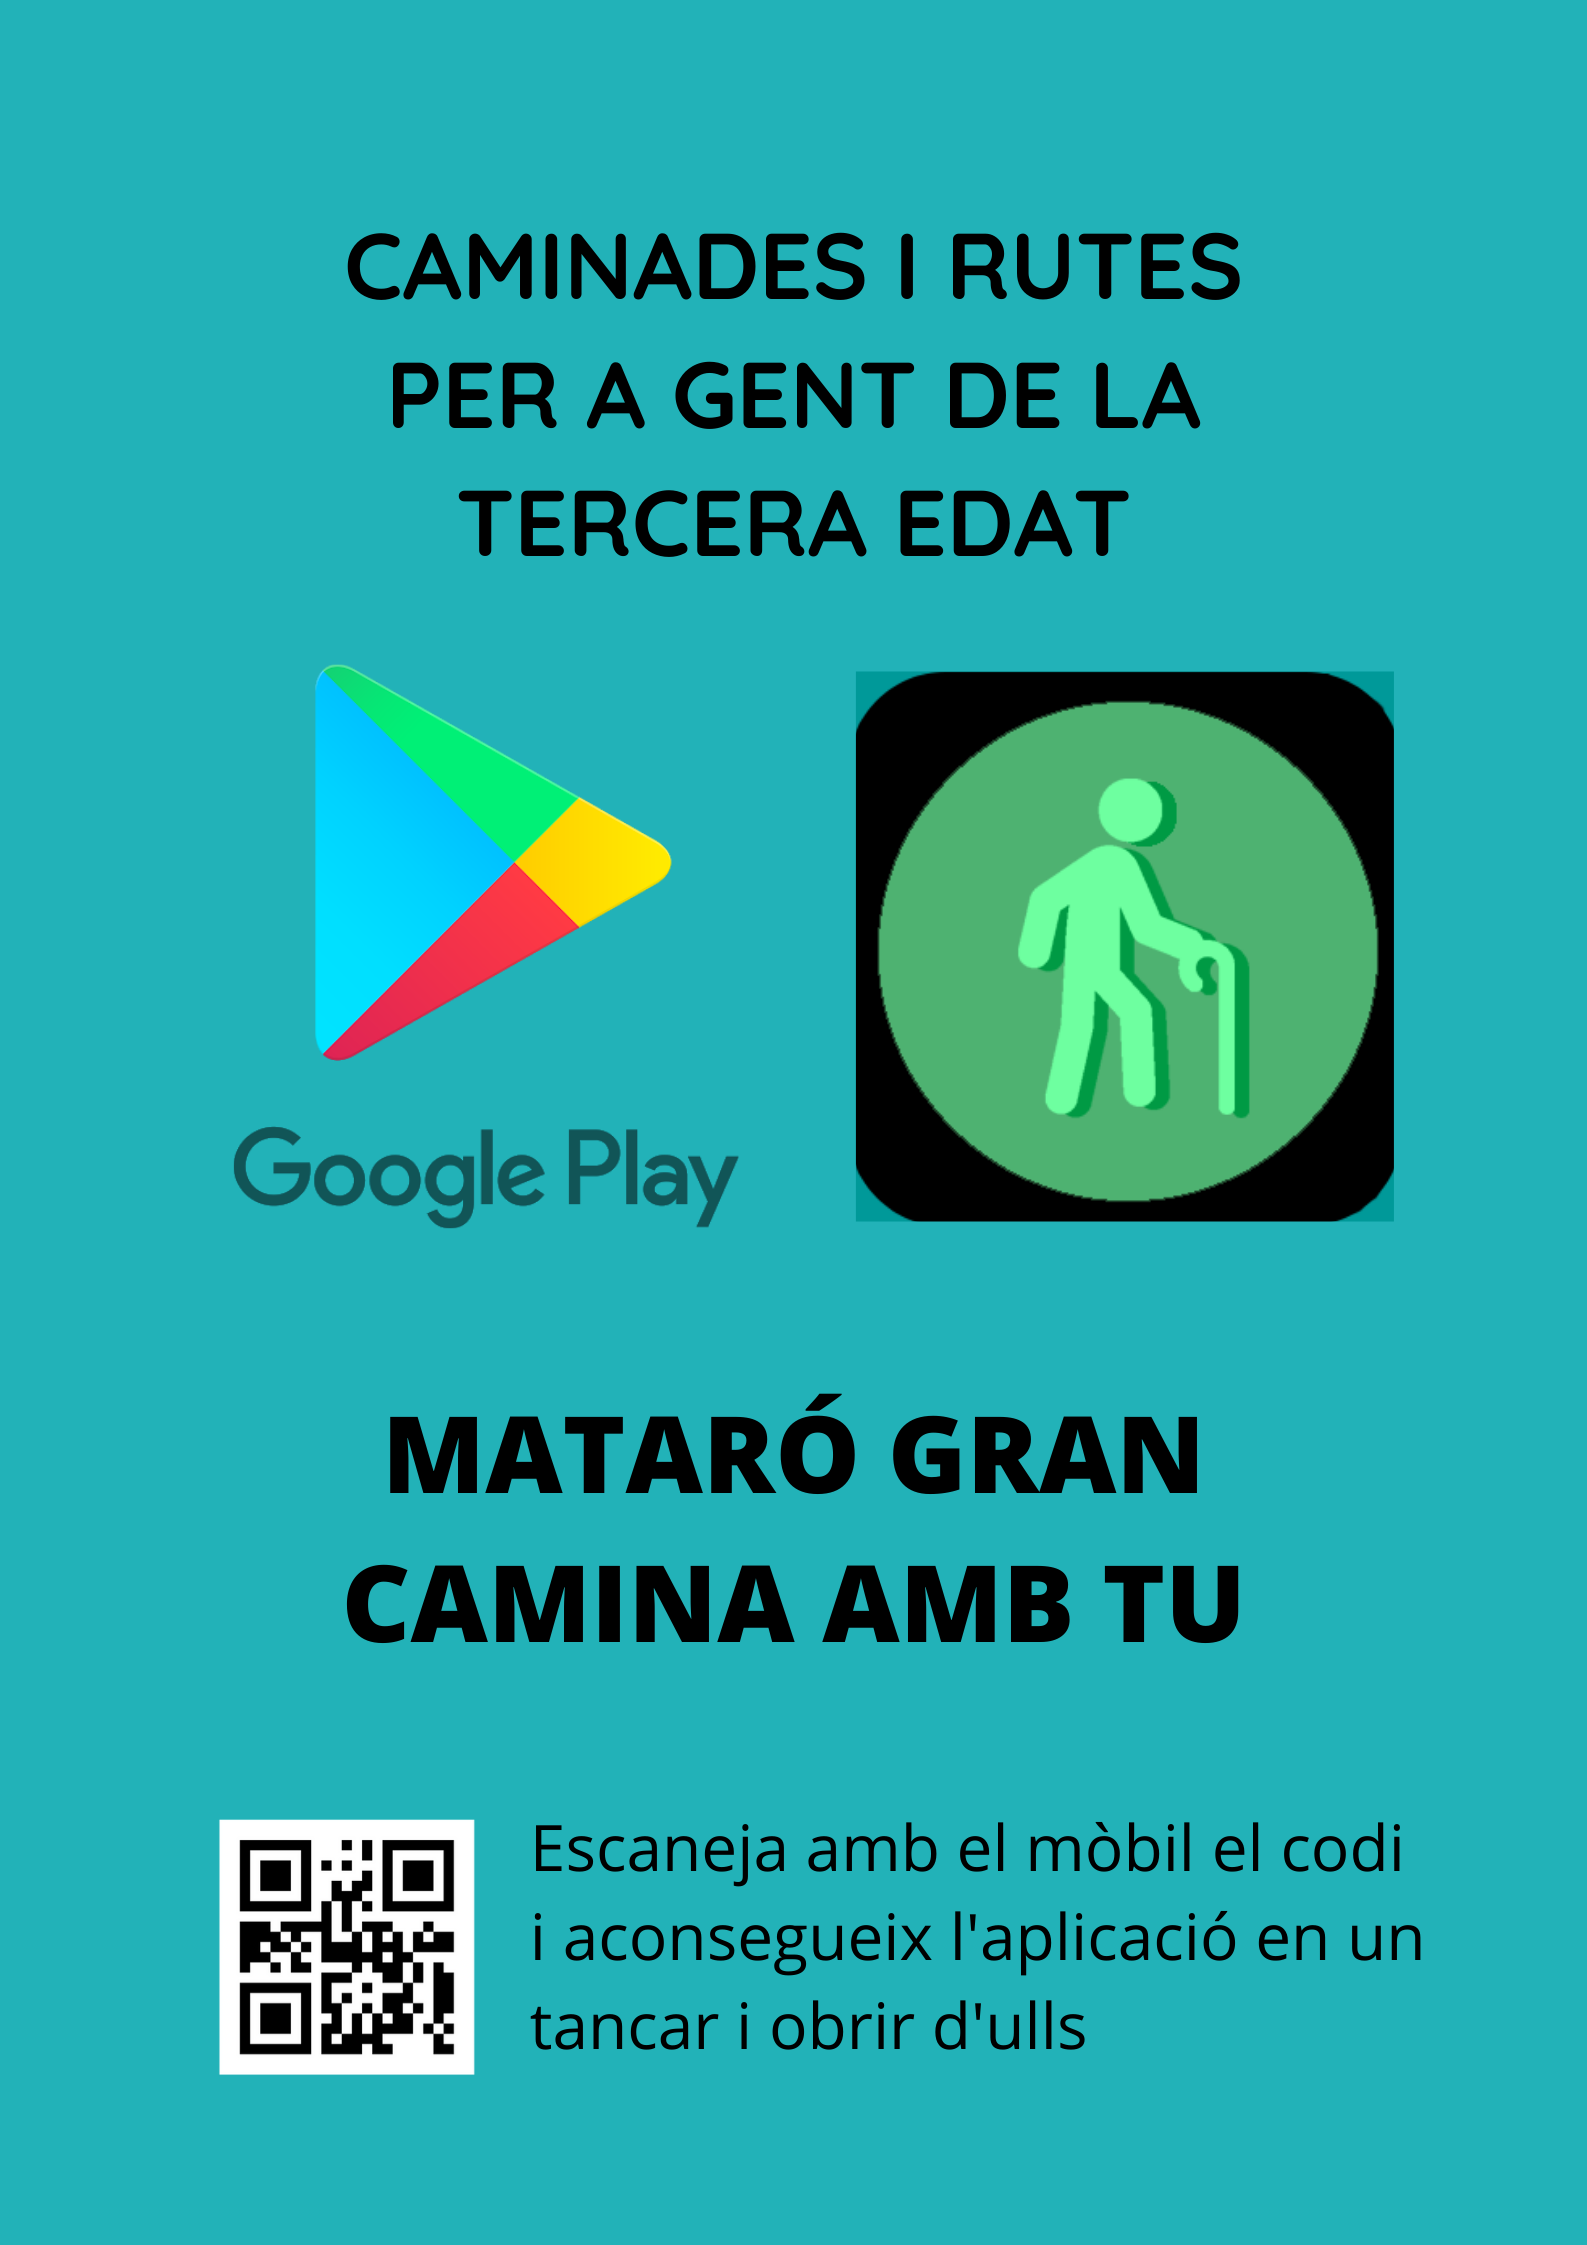 CAMINADES I RUTES
PER A GENT DE LA
TERCERA EDAT
Google Play
MATARÓ GRAN
CAMINA AMB TU
Escaneja amb el mòbil el codi
i aconsegueix l'aplicació en un
tancar i obrir d'ulls